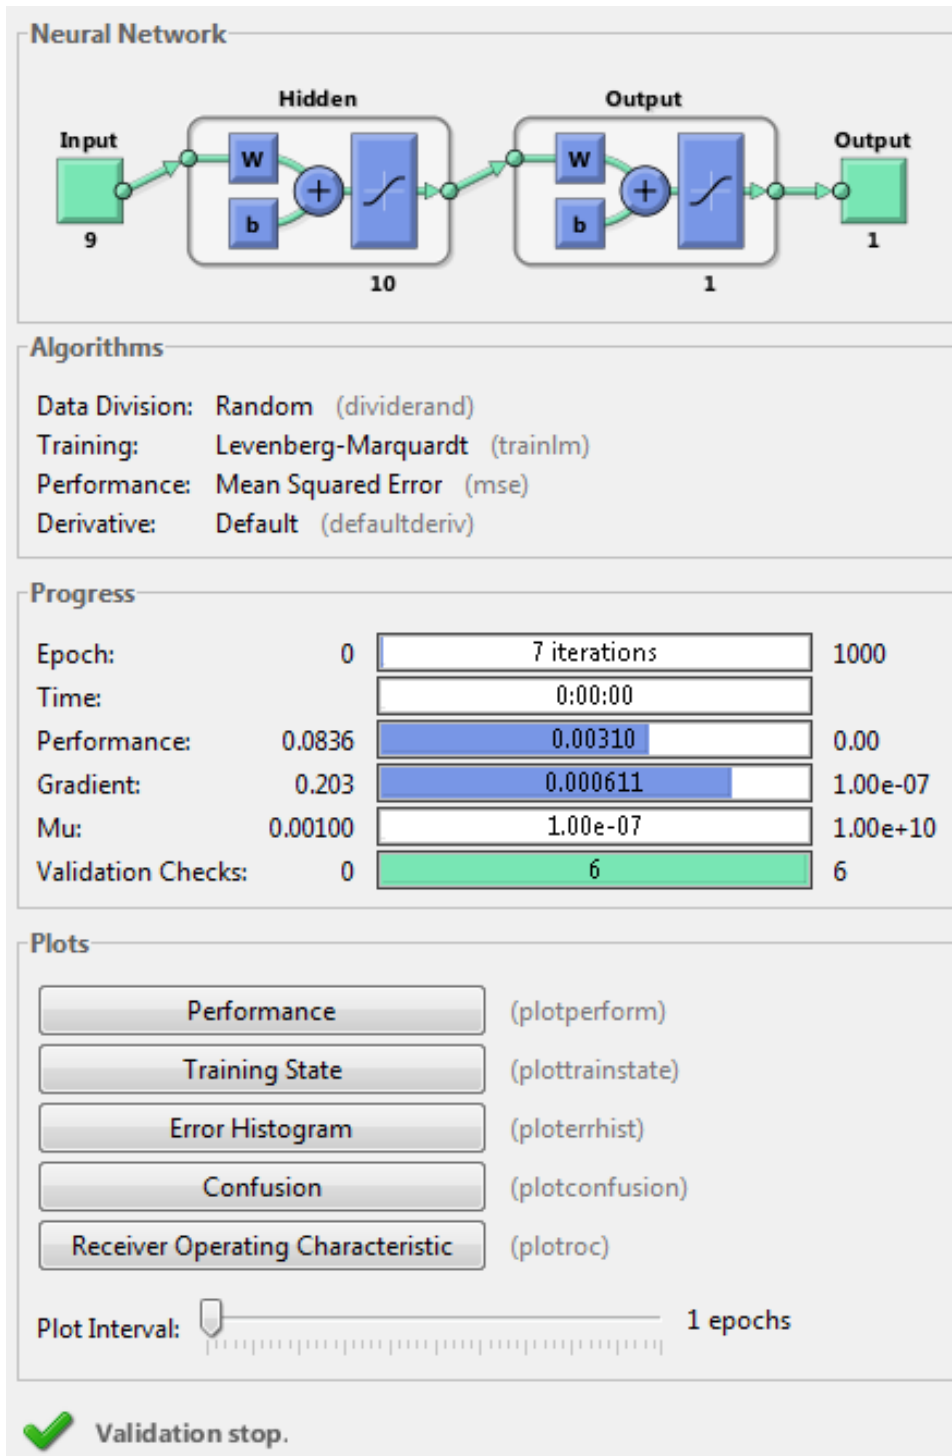 Neural Network
Hidden Output
Input Output
W b + W b +
9 10 1 1
Algorithms
Data Division: Random (dividerand)
Training: Levenberg-Marquardt (trainlm)
Performance: Mean Squared Error (mse)
Derivative: Default (defaultderiv)
Progress
Epoch: 0 7 iterations 1000
Time: 0:00:00
Performance: 0.0836 0.00310 0.00
Gradient: 0.203 0.000611 1.00e-07
Mu: 0.00100 1.00e-07 1.00e+10
Validation Checks: 0 6 6
Plots
Performance (plotperform)
Training State (plottrainstate)
Error Histogram (ploterrhist)
Confusion (plotconfusion)
Receiver Operating Characteristic (plotroc)
Plot Interval: 1 epochs
Validation stop.